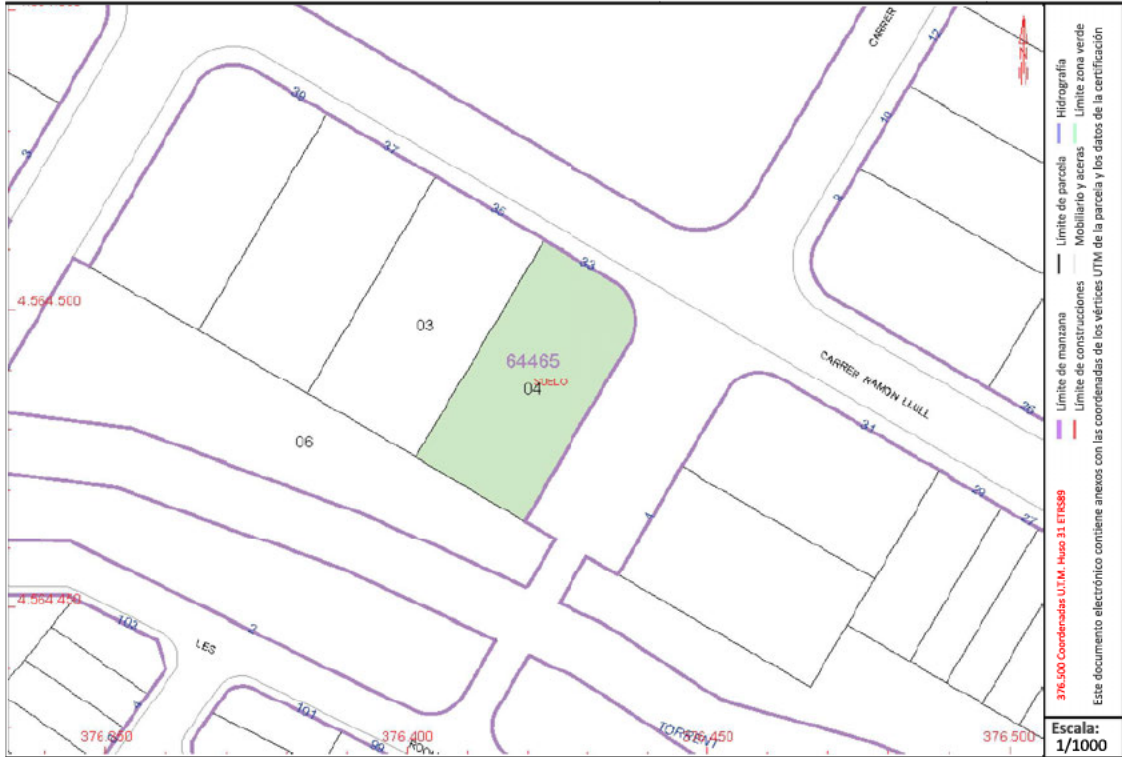 CARRER
12
10
39
37
35
33
3
3
4.564.500
03
64465
SUELO
04
CARRER RAMON LLULL
26
31
29
27
06
1
4.564.450
103
2
LES
4
101
99
TORRENT
376.350
376.400
376.450
376.500
376.500 Coordenadas U.T.M. Huso 31 ETRS89
Límite de manzana
Límite de parcela
Hidrografía
Límite de construcciones
Mobiliario y aceras
Límite zona verde
Este documento electrónico contiene anexos con las coordenadas de los vértices UTM de la parcela y los datos de la certificación
Escala:
1/1000